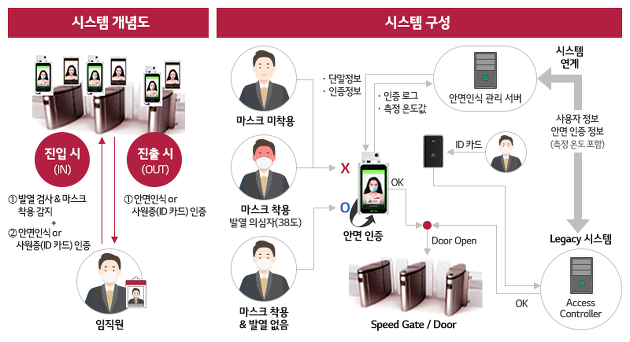 시스템 개념도
진입 시
(IN)
진출 시
(OUT)
① 발열 검사 & 마스크
착용 감지
+
② 안면인식 or
사원증(ID 카드) 인증
① 안면인식 or
사원증(ID 카드) 인증
임직원
시스템 구성
마스크 미착용
마스크 착용
발열 의심자(38도)
마스크 착용
& 발열 없음
· 단말정보
· 인증정보
· 인증 로그
· 측정 온도값
안면인식 관리 서버
시스템
연계
사용자 정보
안면 인증 정보
(측정 온도 포함)
ID 카드
X
O
OK
안면 인증
Door Open
Speed Gate / Door
Legacy 시스템
OK
Access
Controller